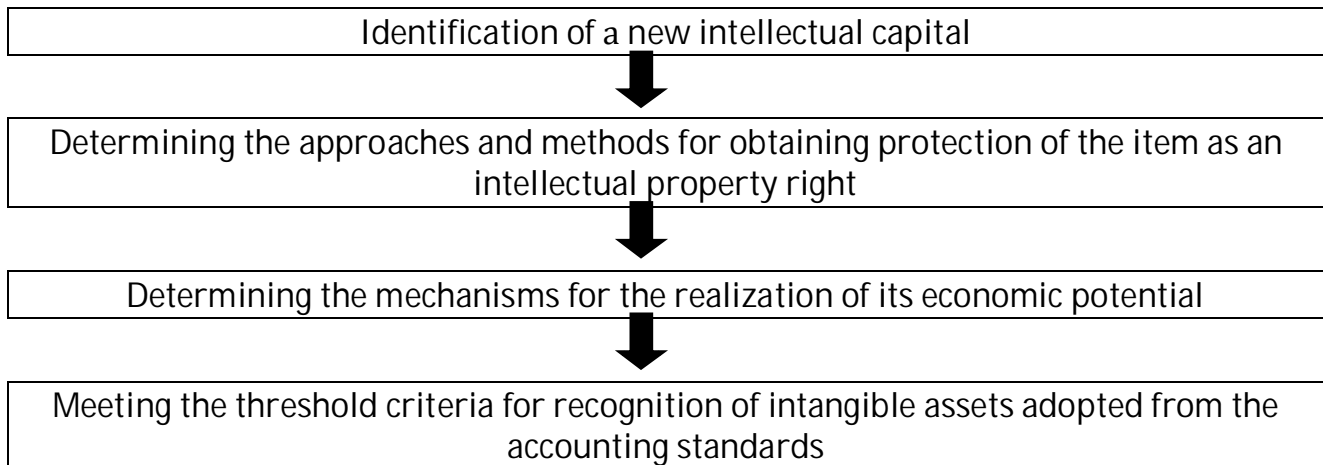 Identification of a new intellectual capital
Determining the approaches and methods for obtaining protection of the item as an
intellectual property right
Determining the mechanisms for the realization of its economic potential
Meeting the threshold criteria for recognition of intangible assets adopted from the
accounting standards